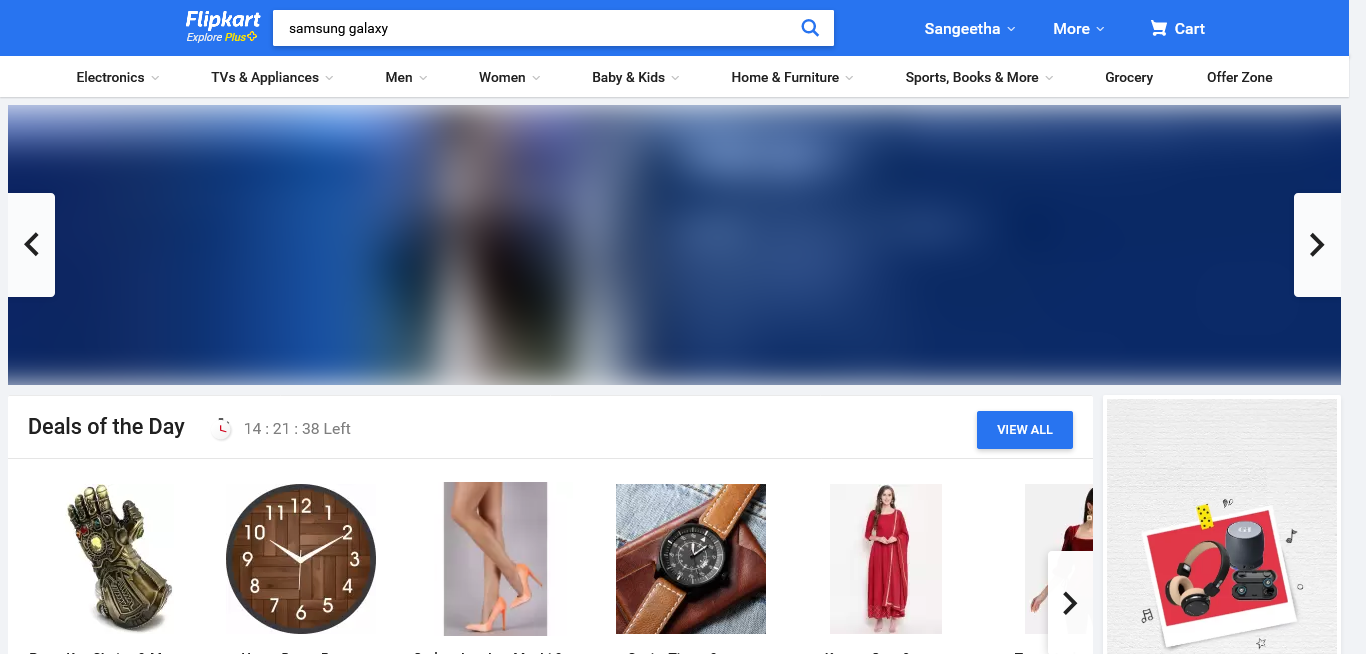 Flipkart
Explore Plus
samsung galaxy
Sangeetha
More
Cart
Electronics
TVs & Appliances
Men
Women
Baby & Kids
Home & Furniture
Sports, Books & More
Grocery
Offer Zone
Deals of the Day
14 : 21 : 38 Left
VIEW ALL
12
11
1
10
2
9
3
8
4
7
5
6